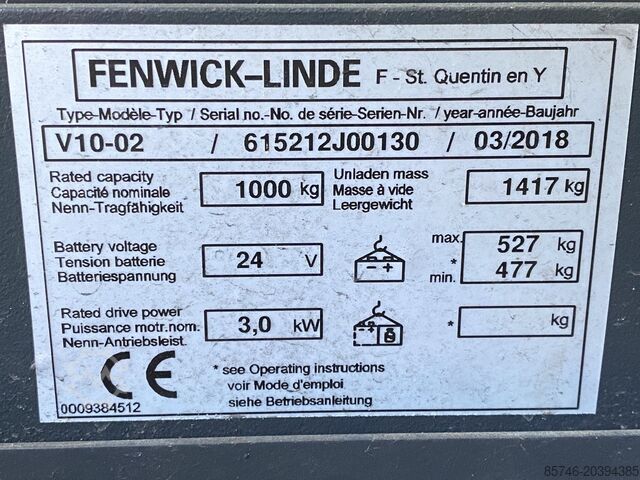 FENWICK–LINDE F - St. Quentin en Y
Type-Modèle-Typ / Serial no.-No. de série-Serien-Nr. / year-année-Baujahr
V10-02 / 615212J00130 / 03/2018
Rated capacity
Capacité nominale
Nenn-Tragfähigkeit
1000 kg
Unladen mass
Masse à vide
Leergewicht
1417 kg
Battery voltage
Tension batterie
Batteriespannung
24 V
max. 527 kg
*
min. 477 kg
Rated drive power
Puissance motr.nom.
Nenn-Antriebsleist.
3,0 kW
* kg
CE
* see Operating instructions
voir Mode d'emploi
siehe Betriebsanleitung
0009384512
85746-20394385